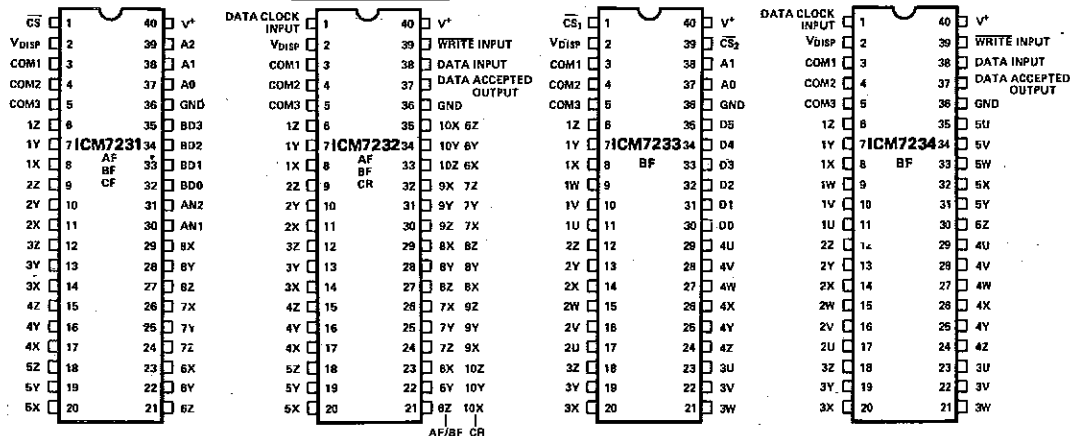 CS 1 40 V+
VDISP 2 39 A2
COM1 3 38 A1
COM2 4 37 A0
COM3 5 36 GND
1Z 6 35 BD3
1Y 7 ICM7231 34 BD2
1X 8 AF 33 BD1
BF
2Z 9 CF 32 BD0
2Y 10 31 AN2
2X 11 30 AN1
3Z 12 29 8X
3Y 13 28 8Y
3X 14 27 8Z
4Z 15 26 7X
4Y 16 25 7Y
4X 17 24 7Z
5Z 18 23 6X
5Y 19 22 6Y
5X 20 21 6Z
DATA CLOCK
INPUT 1 40 V+
VDISP 2 39 WRITE INPUT
COM1 3 38 DATA INPUT
COM2 4 37 DATA ACCEPTED
OUTPUT
COM3 5 36 GND
1Z 6 35 10X 6Z
1Y 7 ICM7232 34 10Y 6Y
1X 8 AF 33 10Z 6X
BF
2Z 9 CR 32 9X 7Z
2Y 10 31 9Y 7Y
2X 11 30 9Z 7X
3Z 12 29 8X 8Z
3Y 13 28 8Y 8Y
3X 14 27 8Z 8X
4Z 15 26 7X 9Z
4Y 16 25 7Y 9Y
4X 17 24 7Z 9X
5Z 18 23 6X 10Z
5Y 19 22 6Y 10Y
5X 20 21 6Z 10X
AF/BF CR
CS1 1 40 V+
VDISP 2 39 CS2
COM1 3 38 A1
COM2 4 37 A0
COM3 5 36 GND
1Z 6 35 D5
1Y 7 ICM7233 34 D4
1X 8 BF 33 D3
1W 9 32 D2
1V 10 31 D1
1U 11 30 D0
2Z 12 29 4U
2Y 13 28 4V
2X 14 27 4W
2W 15 26 4X
2V 16 25 4Y
2U 17 24 4Z
3Z 18 23 3U
3Y 19 22 3V
3X 20 21 3W
DATA CLOCK
INPUT 1 40 V+
VDISP 2 39 WRITE INPUT
COM1 3 38 DATA INPUT
COM2 4 37 DATA ACCEPTED
OUTPUT
COM3 5 36 GND
1Z 6 35 5U
1Y 7 ICM7234 34 5V
1X 8 BF 33 5W
1W 9 32 5X
1V 10 31 5Y
1U 11 30 5Z
2Z 12 29 4U
2Y 13 28 4V
2X 14 27 4W
2W 15 26 4X
2V 16 25 4Y
2U 17 24 4Z
3Z 18 23 3U
3Y 19 22 3V
3X 20 21 3W